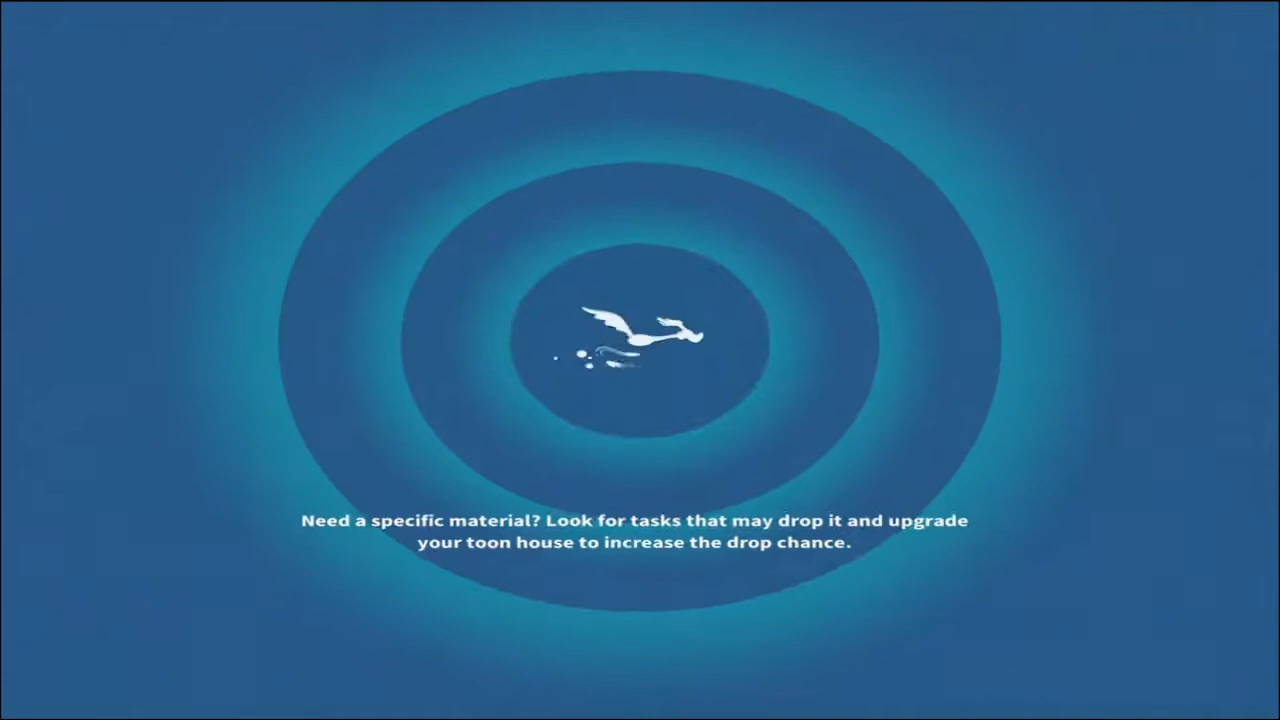 Need a specific material? Look for tasks that may drop it and upgrade
your toon house to increase the drop chance.